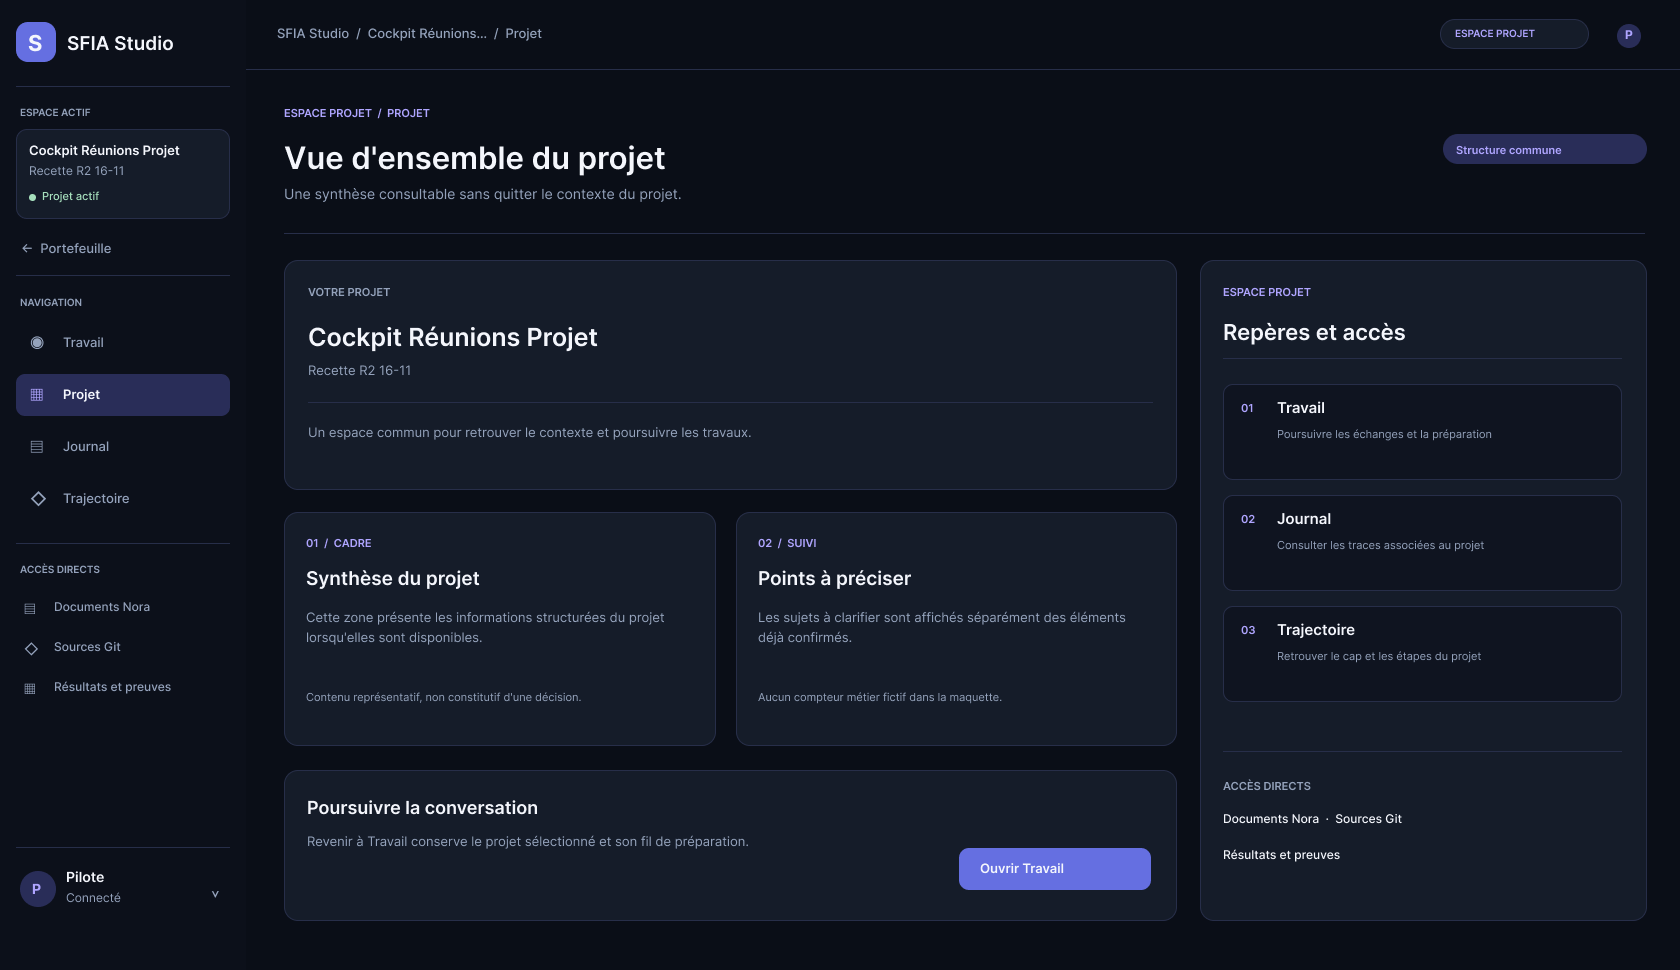 S SFIA Studio
ESPACE ACTIF
Cockpit Réunions Projet
Recette R2 16-11
Projet actif
← Portefeuille
NAVIGATION
Travail
Projet
Journal
Trajectoire
ACCÈS DIRECTS
Documents Nora
Sources Git
Résultats et preuves
P Pilote
Connecté
v
SFIA Studio / Cockpit Réunions... / Projet
ESPACE PROJET
P
ESPACE PROJET / PROJET
Vue d'ensemble du projet
Une synthèse consultable sans quitter le contexte du projet.
Structure commune
VOTRE PROJET
Cockpit Réunions Projet
Recette R2 16-11
Un espace commun pour retrouver le contexte et poursuivre les travaux.
01 / CADRE
Synthèse du projet
Cette zone présente les informations structurées du projet
lorsqu'elles sont disponibles.
Contenu représentatif, non constitutif d'une décision.
02 / SUIVI
Points à préciser
Les sujets à clarifier sont affichés séparément des éléments
déjà confirmés.
Aucun compteur métier fictif dans la maquette.
Poursuivre la conversation
Revenir à Travail conserve le projet sélectionné et son fil de préparation.
Ouvrir Travail
ESPACE PROJET
Repères et accès
01 Travail
Poursuivre les échanges et la préparation
02 Journal
Consulter les traces associées au projet
03 Trajectoire
Retrouver le cap et les étapes du projet
ACCÈS DIRECTS
Documents Nora · Sources Git
Résultats et preuves